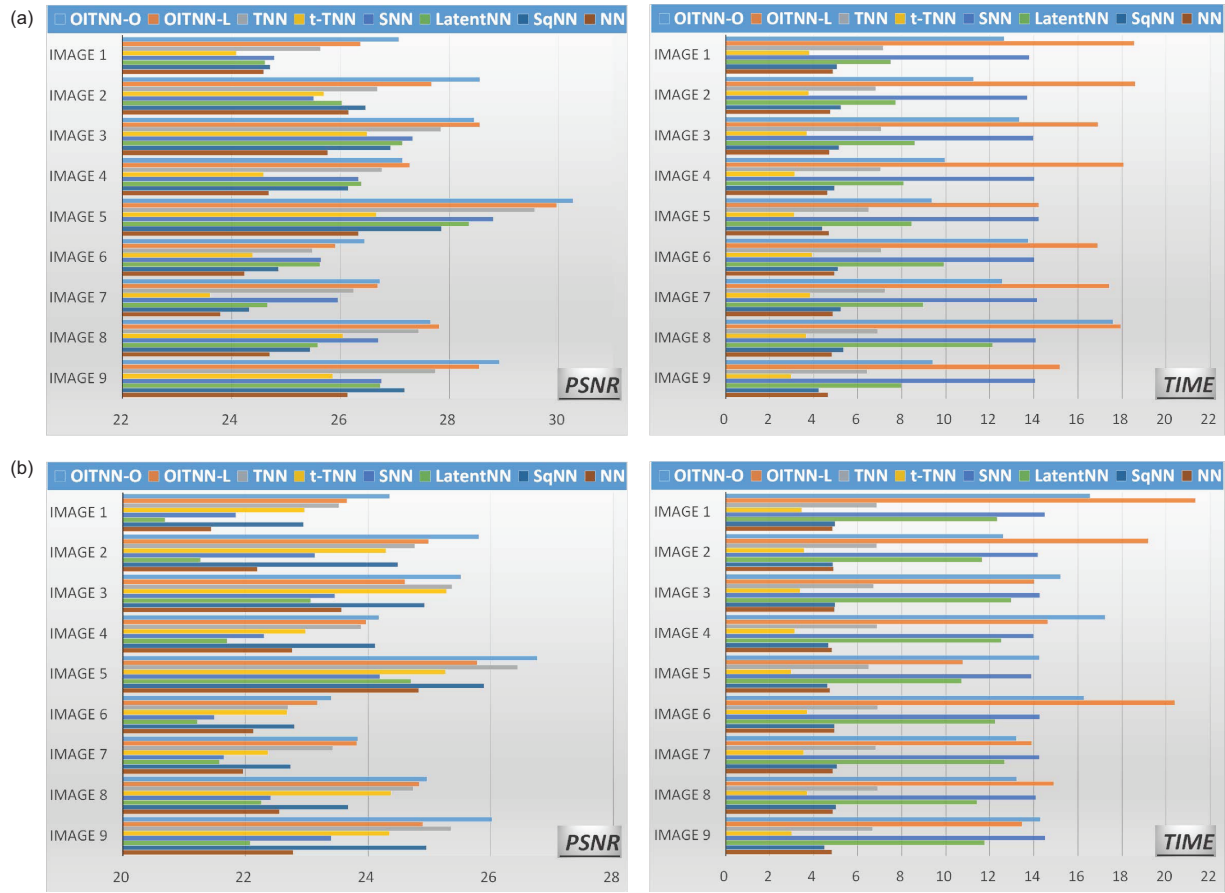 (a)
OITNN-O OITNN-L TNN t-TNN SNN LatentNN SqNN NN
IMAGE 1
IMAGE 2
IMAGE 3
IMAGE 4
IMAGE 5
IMAGE 6
IMAGE 7
IMAGE 8
IMAGE 9
PSNR
22 24 26 28 30
OITNN-O OITNN-L TNN t-TNN SNN LatentNN SqNN NN
IMAGE 1
IMAGE 2
IMAGE 3
IMAGE 4
IMAGE 5
IMAGE 6
IMAGE 7
IMAGE 8
IMAGE 9
TIME
0 2 4 6 8 10 12 14 16 18 20 22
(b)
OITNN-O OITNN-L TNN t-TNN SNN LatentNN SqNN NN
IMAGE 1
IMAGE 2
IMAGE 3
IMAGE 4
IMAGE 5
IMAGE 6
IMAGE 7
IMAGE 8
IMAGE 9
PSNR
20 22 24 26 28
OITNN-O OITNN-L TNN t-TNN SNN LatentNN SqNN NN
IMAGE 1
IMAGE 2
IMAGE 3
IMAGE 4
IMAGE 5
IMAGE 6
IMAGE 7
IMAGE 8
IMAGE 9
TIME
0 2 4 6 8 10 12 14 16 18 20 22